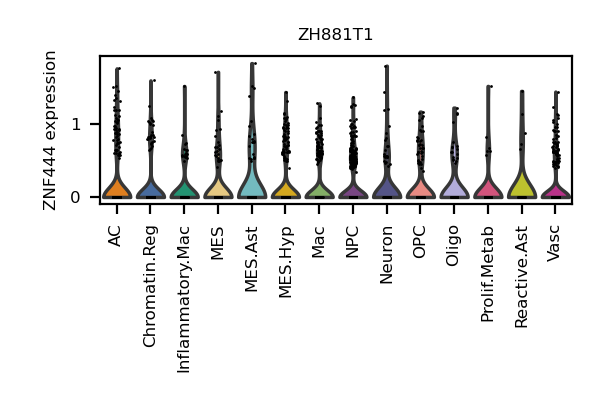 ZH881T1
ZNF444 expression
1
0
AC
Chromatin.Reg
Inflammatory.Mac
MES
MES.Ast
MES.Hyp
Mac
NPC
Neuron
OPC
Oligo
Prolif.Metab
Reactive.Ast
Vasc